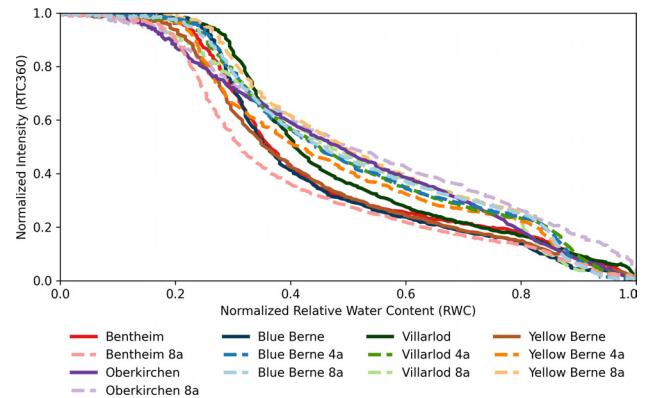 1.0
0.8
0.6
0.4
0.2
0.0
Normalized Intensity (RTC360)
0.0 0.2 0.4 0.6 0.8 1.0
Normalized Relative Water Content (RWC)
Bentheim Blue Berne Villarlod Yellow Berne
Bentheim 8a Blue Berne 4a Villarlod 4a Yellow Berne 4a
Oberkirchen Blue Berne 8a Villarlod 8a Yellow Berne 8a
Oberkirchen 8a